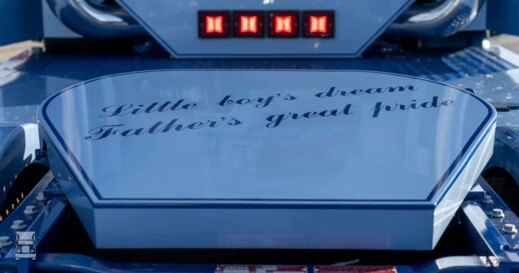 Little boy's dream
Father's great pride